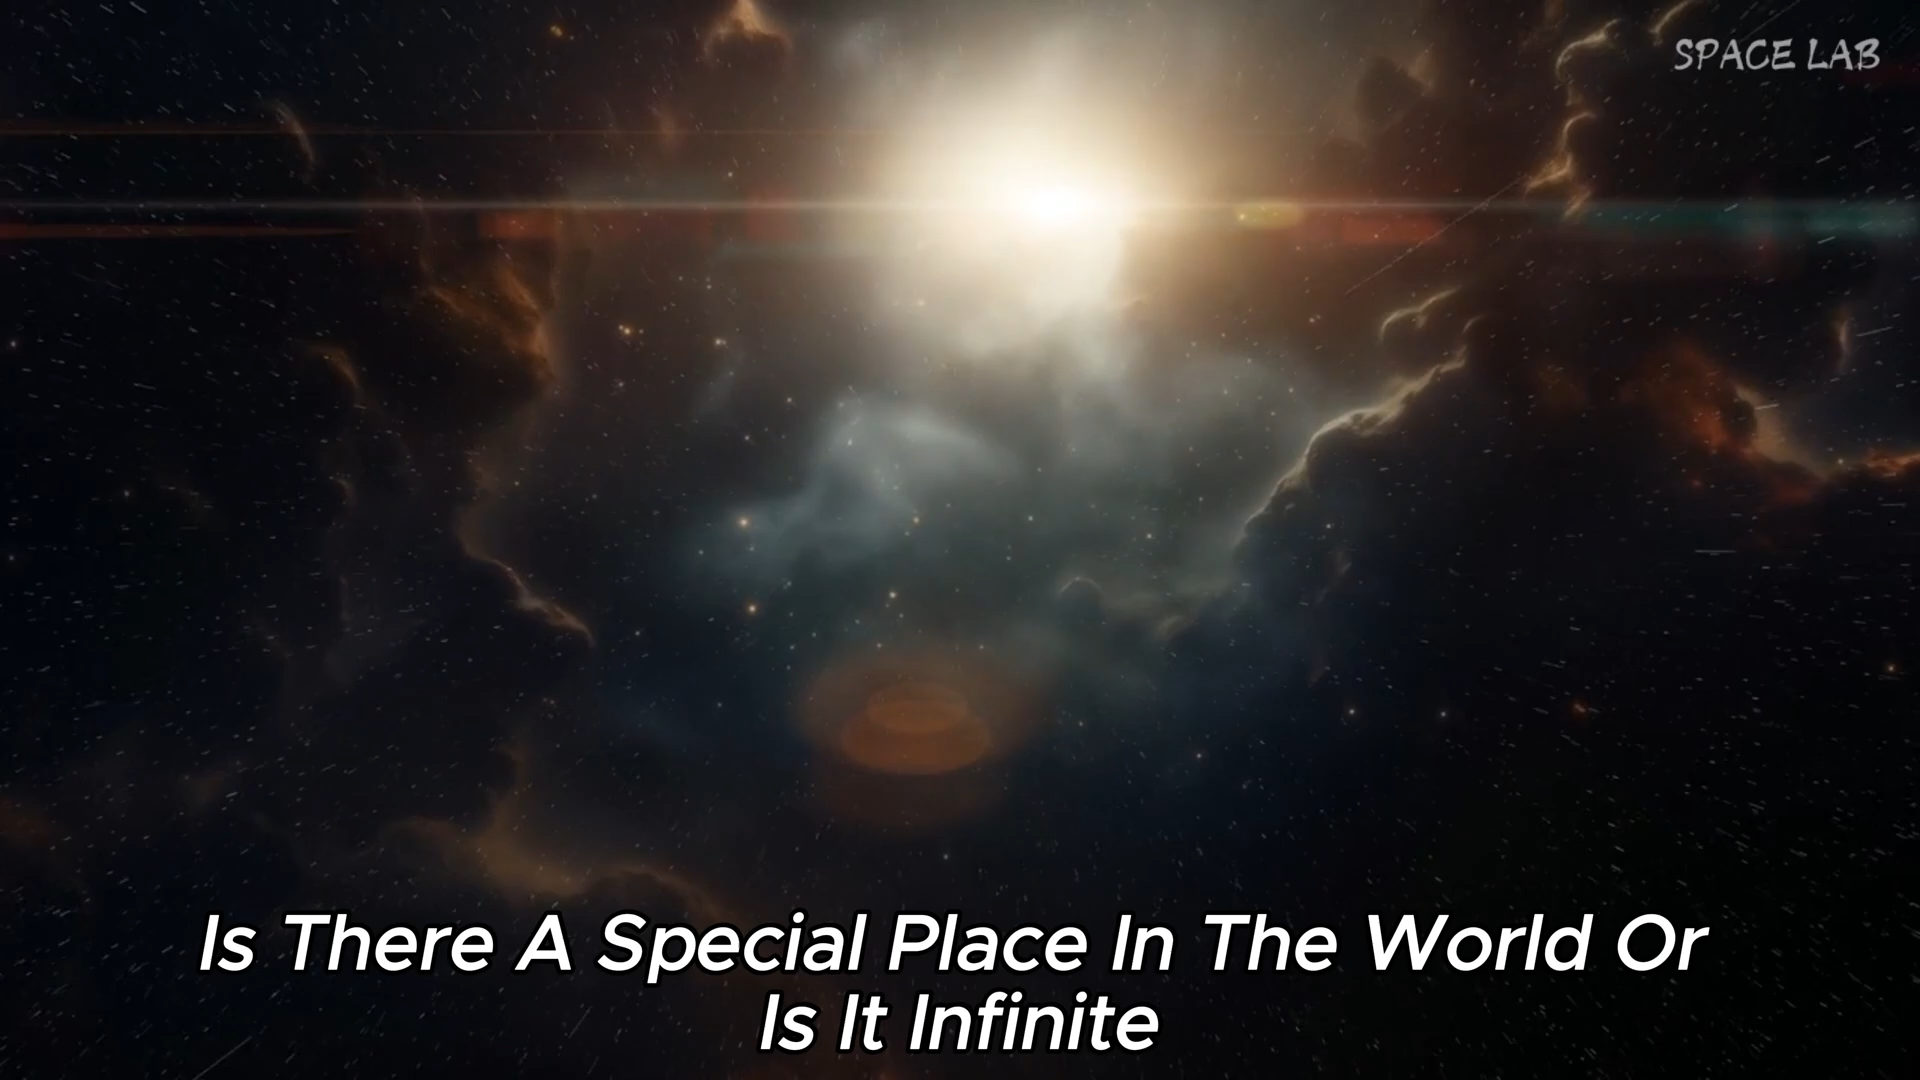 SPACE LAB
Is There A Special Place In The World Or
Is It Infinite